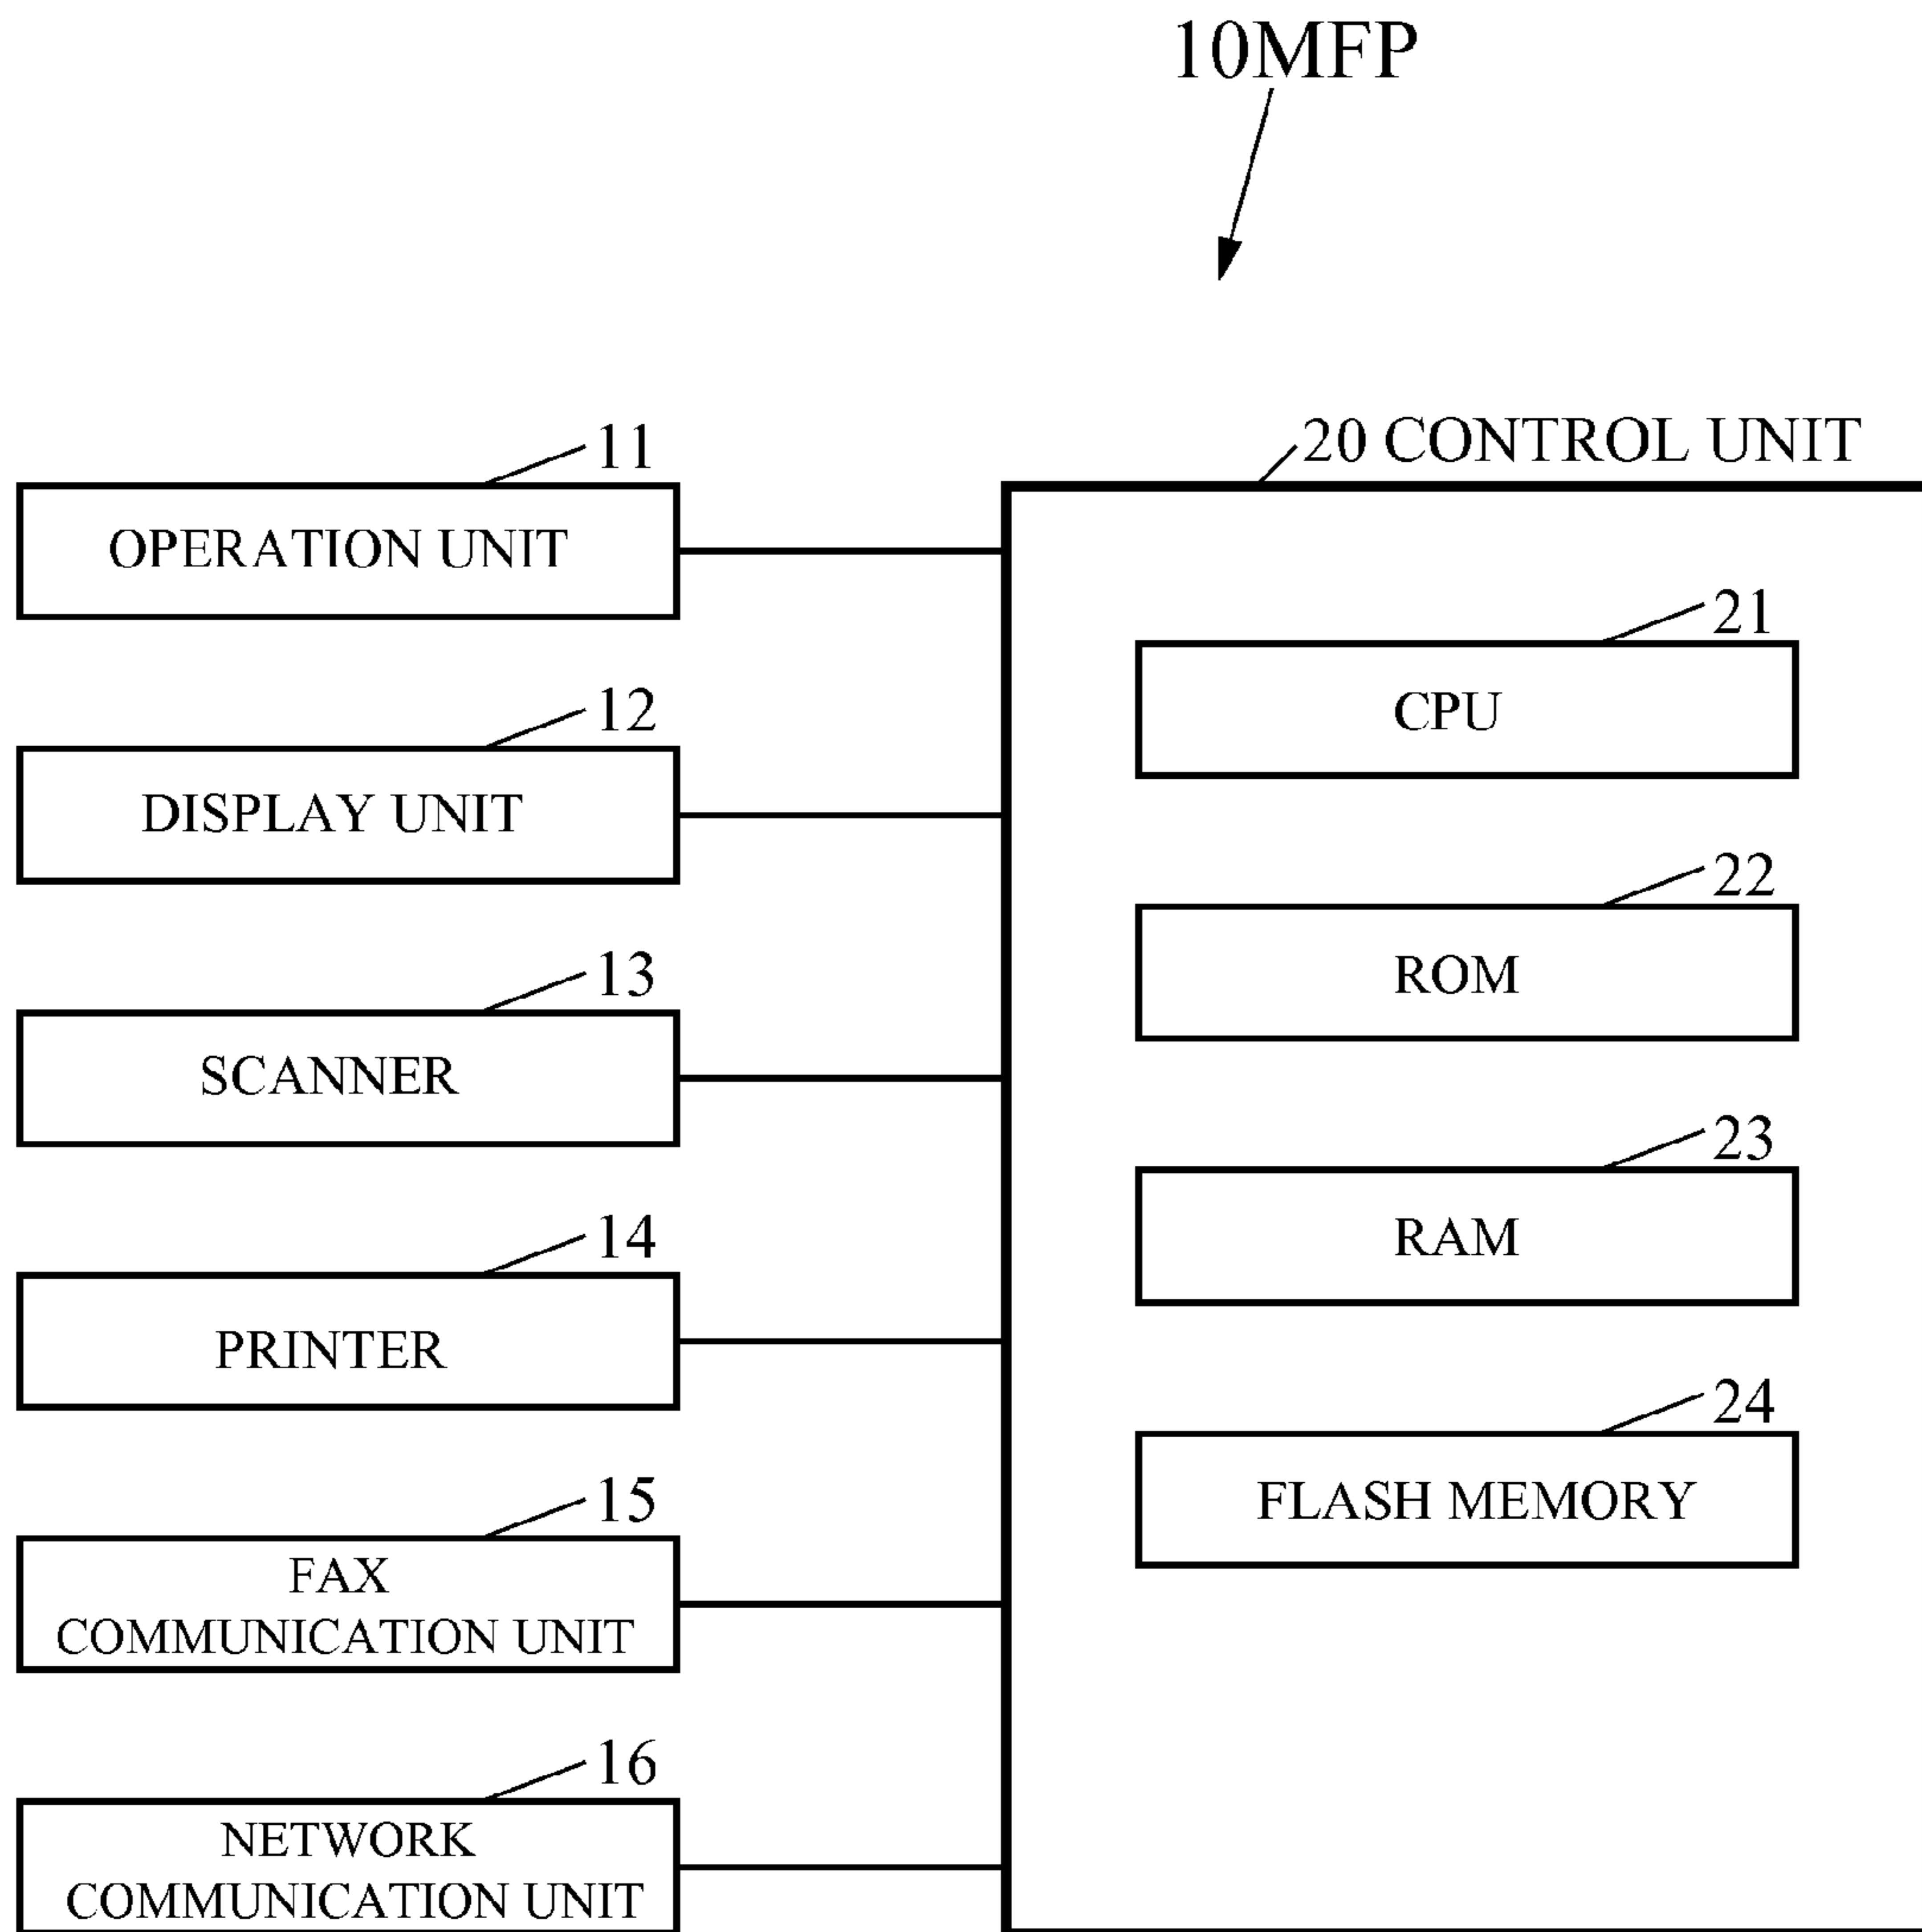 10MFP
11
OPERATION UNIT
12
DISPLAY UNIT
13
SCANNER
14
PRINTER
15
FAX
COMMUNICATION UNIT
16
NETWORK
COMMUNICATION UNIT
20 CONTROL UNIT
21
CPU
22
ROM
23
RAM
24
FLASH MEMORY